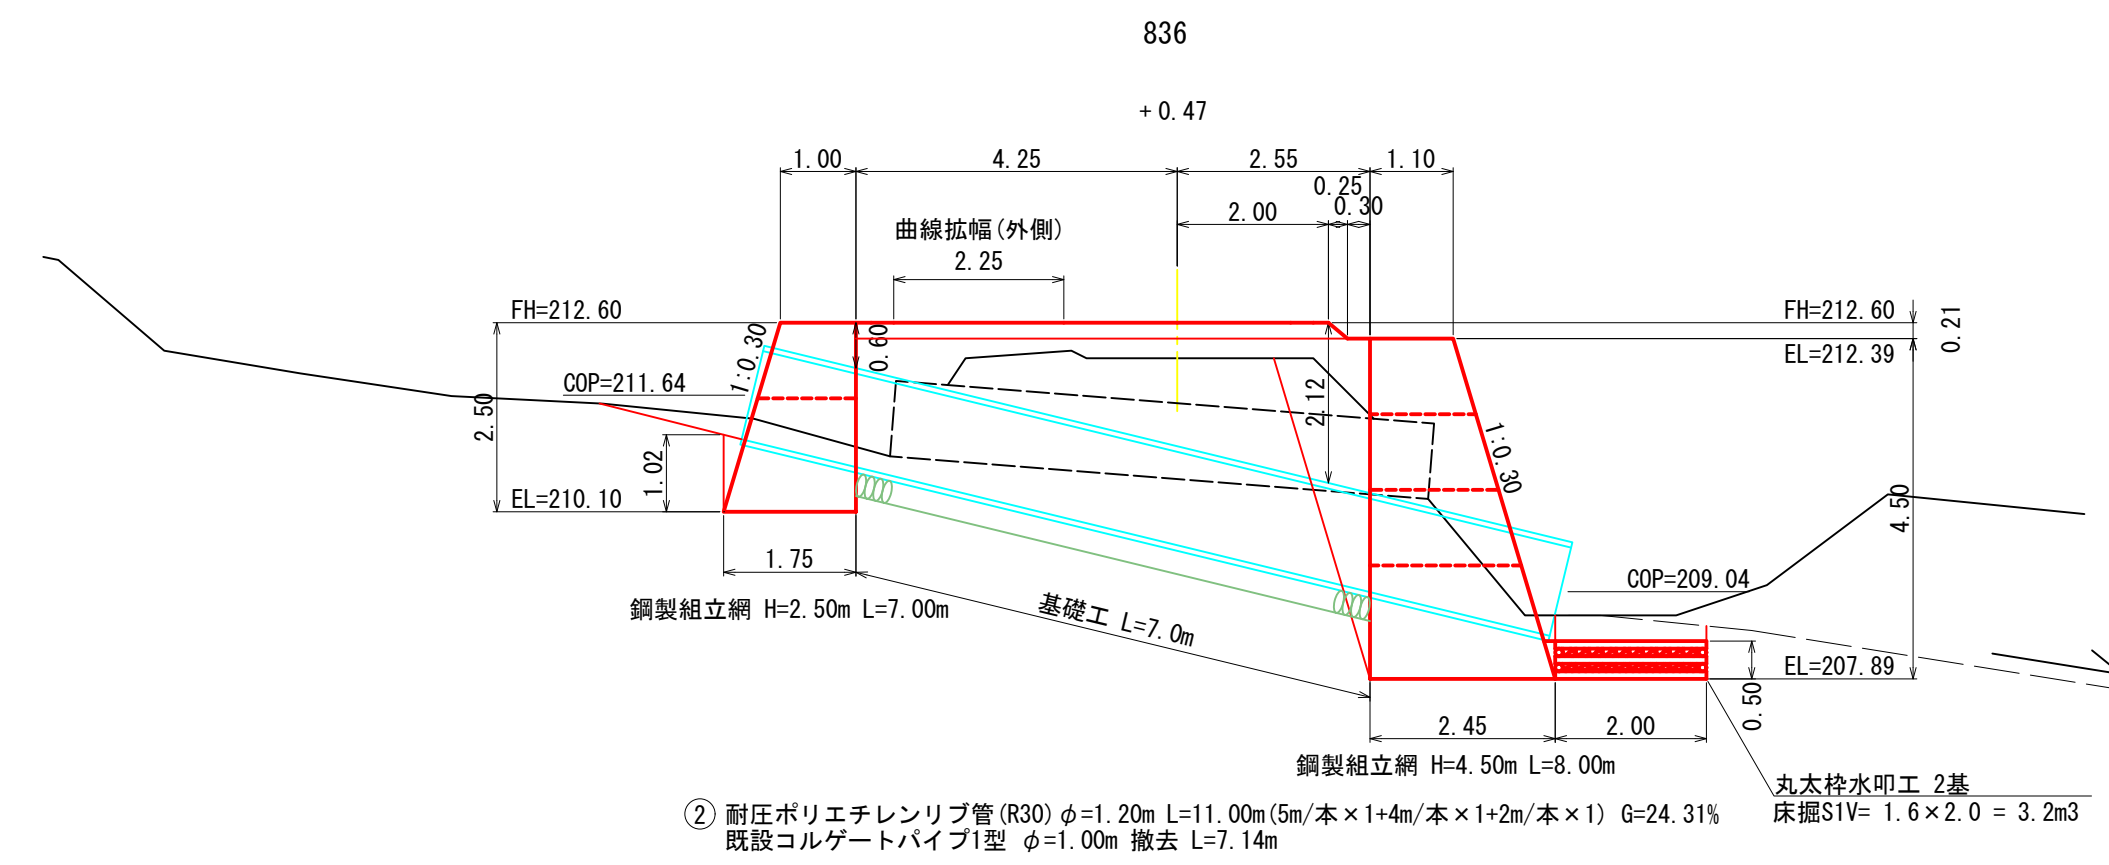 836
+0.47
1.00
4.25
2.55
1.10
0.25
0.30
2.00
曲線拡幅(外側)
2.25
FH=212.60
FH=212.60
0.21
1:0.30
0.60
EL=212.39
COP=211.64
2.50
2.12
1.02
1:0.30
EL=210.10
4.50
1.75
COP=209.04
鋼製組立網 H=2.50m L=7.00m
基礎工 L=7.0m
EL=207.89
0.50
2.45
2.00
鋼製組立網 H=4.50m L=8.00m
丸太枠水叩工 2基
床掘S1V= 1.6×2.0 = 3.2m3
② 耐圧ポリエチレンリブ管(R30)φ=1.20m L=11.00m(5m/本×1+4m/本×1+2m/本×1) G=24.31%
既設コルゲートパイプ1型 φ=1.00m 撤去 L=7.14m